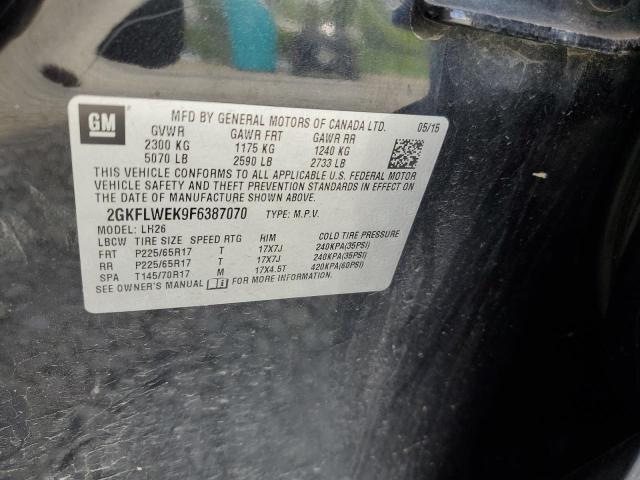 GM
MFD BY GENERAL MOTORS OF CANADA LTD. 05/15
GVWR GAWR FRT GAWR RR
2300 KG 1175 KG 1240 KG
5070 LB 2590 LB 2733 LB
THIS VEHICLE CONFORMS TO ALL APPLICABLE U.S. FEDERAL MOTOR
VEHICLE SAFETY AND THEFT PREVENTION STANDARDS IN EFFECT ON
THE DATE OF MANUFACTURE SHOWN ABOVE.
2GKFLWEK9F6387070 TYPE: M.P.V.
MODEL: LH26
LBCW TIRE SIZE SPEED RTG RIM COLD TIRE PRESSURE
FRT P225/65R17 T 17X7J 240KPA(35PSI)
RR P225/65R17 T 17X7J 240KPA(35PSI)
SPA T145/70R17 M 17X4.5T 420KPA(60PSI)
SEE OWNER'S MANUAL FOR MORE INFORMATION.